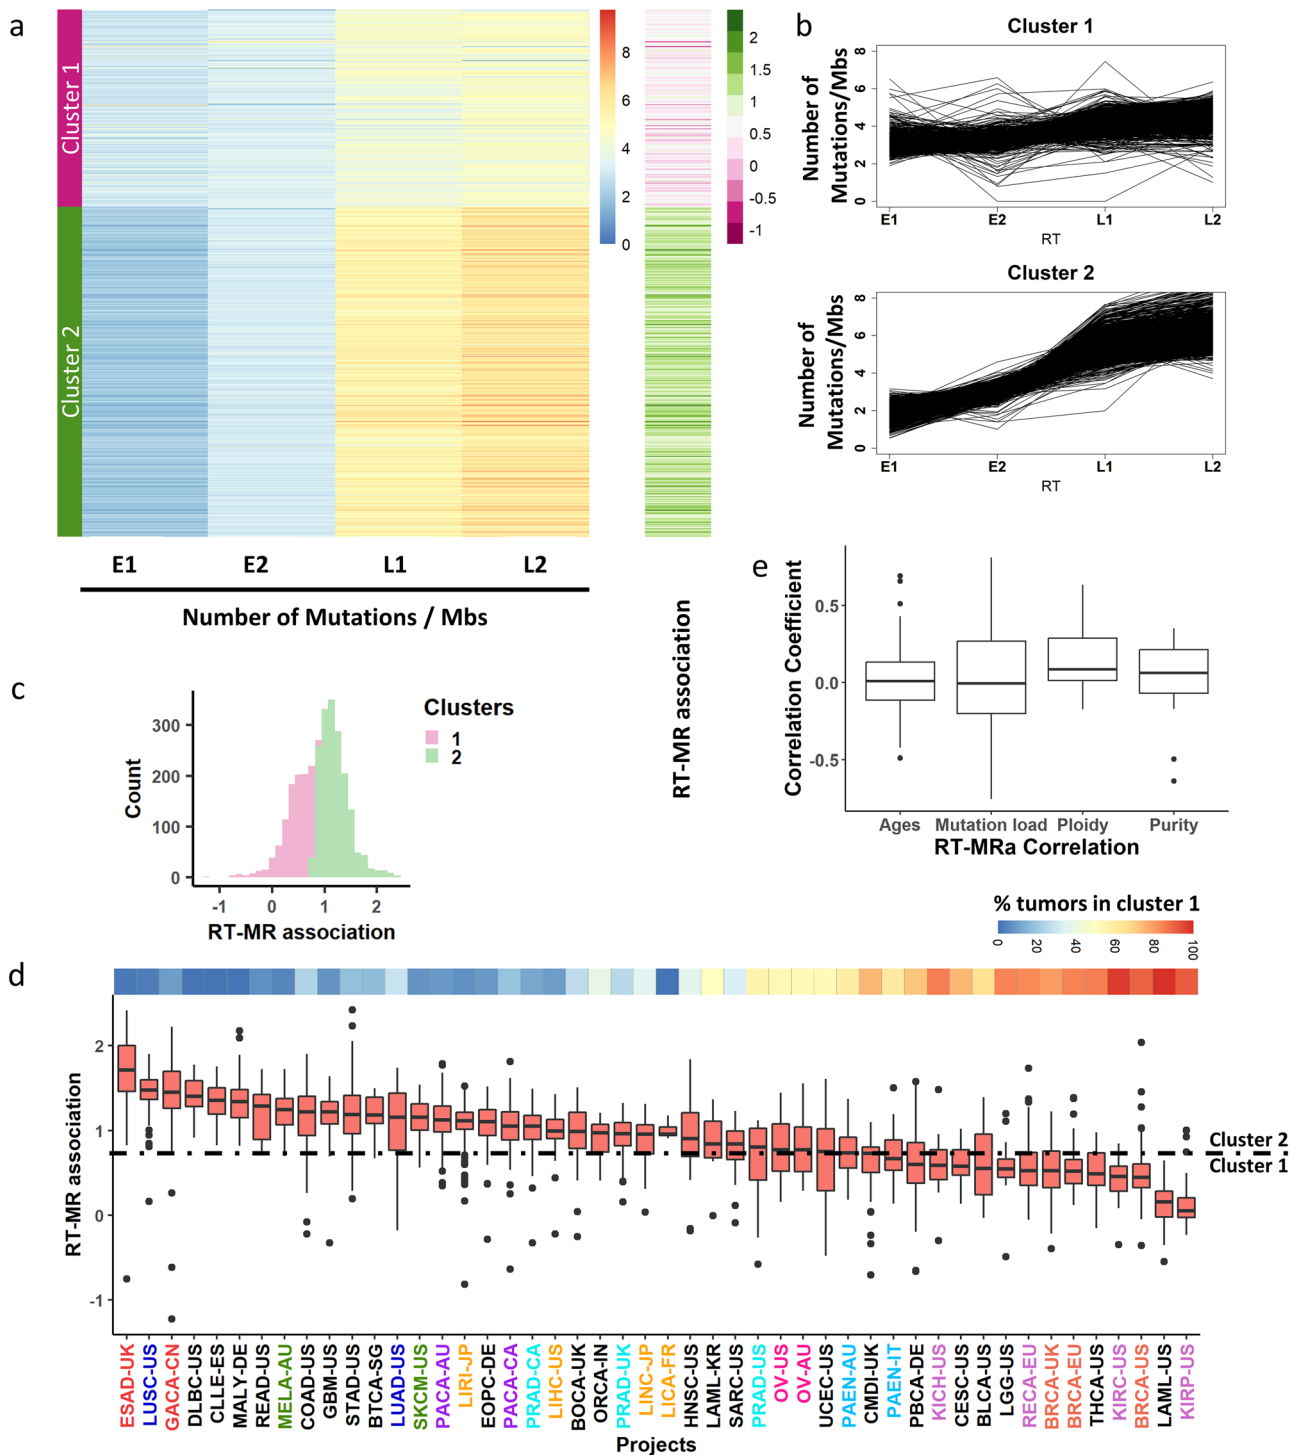 a
Cluster 1
Cluster 2
8
6
4
2
0
2
1.5
1
0.5
0
-0.5
-1
E1 E2 L1 L2
Number of Mutations / Mbs
RT-MR association
b
Cluster 1
Number of
Mutations/Mbs
8
6
4
2
0
E1 E2 L1 L2
RT
Cluster 2
Number of
Mutations/Mbs
8
6
4
2
0
E1 E2 L1 L2
RT
c
Count
300
200
100
0
-1 0 1 2
RT-MR association
Clusters
1
2
e
Correlation Coefficient
0.5
0.0
-0.5
Ages Mutation load Ploidy Purity
RT-MRa Correlation
% tumors in cluster 1
0 20 40 60 80 100
d
RT-MR association
2
1
0
-1
Cluster 2
Cluster 1
ESAD-UK
LUSC-US
GACA-CN
DLBC-US
CLLE-ES
MALY-DE
READ-US
MELA-AU
COAD-US
GBM-US
STAD-US
BTCA-SG
LUAD-US
SKCM-US
PACA-AU
LIRI-JP
EOPC-DE
PACA-CA
PRAD-CA
LIHC-US
BOCA-UK
ORCA-IN
PRAD-UK
LINC-JP
LICA-FR
HNSC-US
LAML-KR
SARC-US
PRAD-US
OV-US
OV-AU
UCEC-US
PAEN-AU
CMDI-UK
PAEN-IT
PBCA-DE
KICH-US
CESC-US
BLCA-US
LGG-US
RECA-EU
BRCA-UK
BRCA-EU
THCA-US
KIRC-US
BRCA-US
LAML-US
KIRP-US
Projects